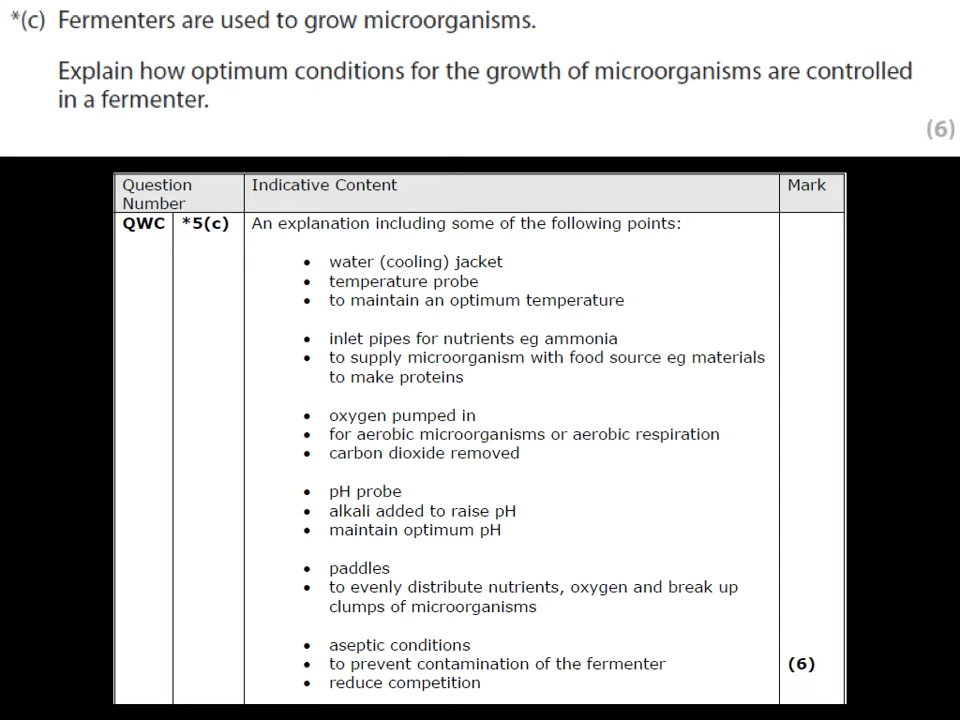 *(c) Fermenters are used to grow microorganisms.
Explain how optimum conditions for the growth of microorganisms are controlled
in a fermenter.
(6)
Question
Number
Indicative Content
Mark
QWC
*5(c)
An explanation including some of the following points:
• water (cooling) jacket
• temperature probe
• to maintain an optimum temperature
• inlet pipes for nutrients eg ammonia
• to supply microorganism with food source eg materials
to make proteins
• oxygen pumped in
• for aerobic microorganisms or aerobic respiration
• carbon dioxide removed
• pH probe
• alkali added to raise pH
• maintain optimum pH
• paddles
• to evenly distribute nutrients, oxygen and break up
clumps of microorganisms
• aseptic conditions
• to prevent contamination of the fermenter
• reduce competition
(6)